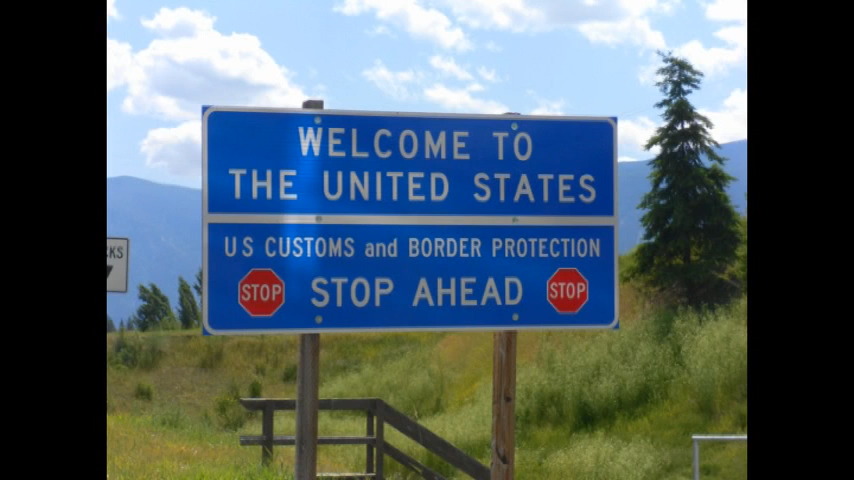 WELCOME TO
THE UNITED STATES
US CUSTOMS and BORDER PROTECTION
STOP STOP AHEAD STOP